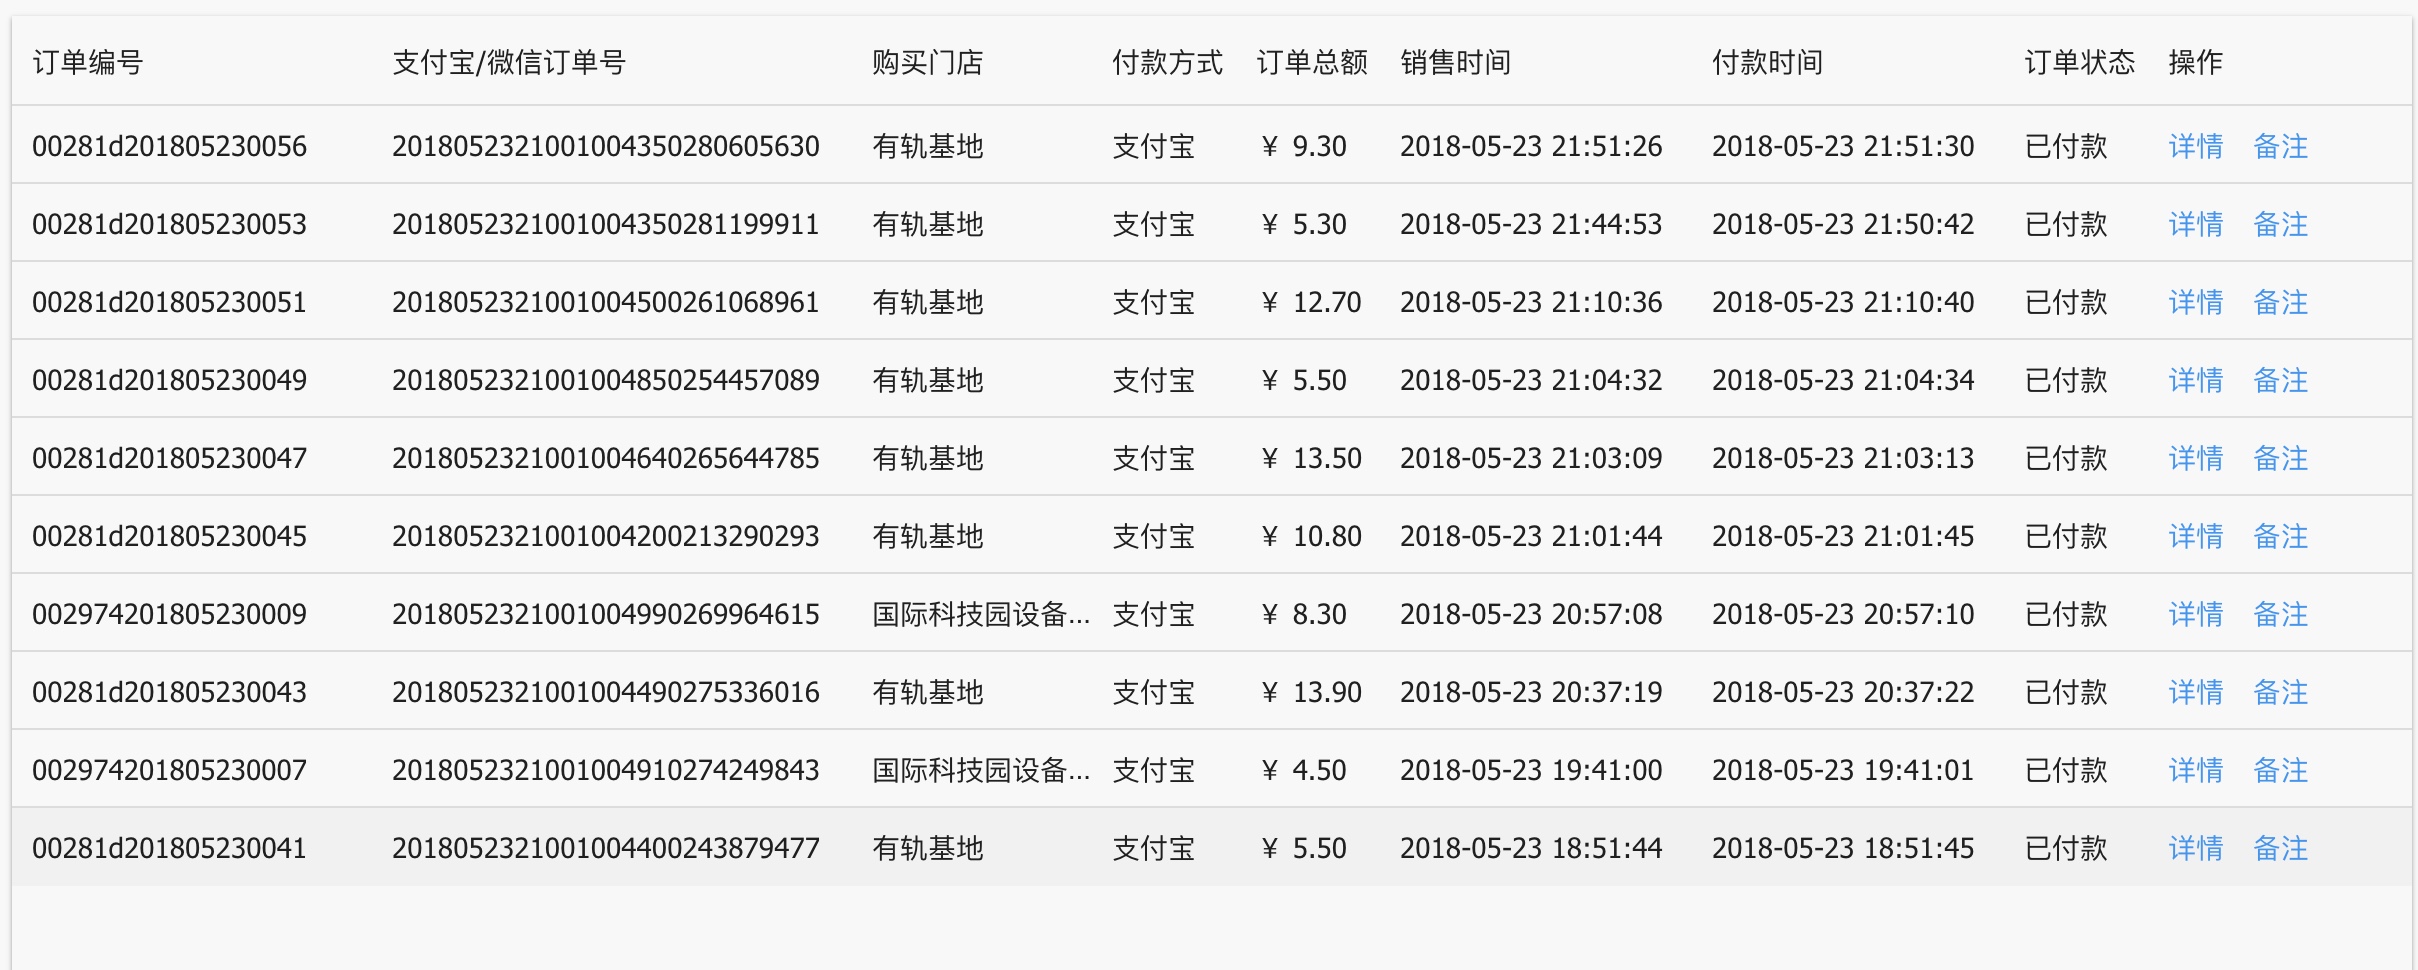 订单编号 支付宝/微信订单号 购买门店 付款方式 订单总额 销售时间 付款时间 订单状态 操作
00281d201805230056 2018052321001004350280605630 有轨基地 支付宝 ¥ 9.30 2018-05-23 21:51:26 2018-05-23 21:51:30 已付款 详情 备注
00281d201805230053 2018052321001004350281199911 有轨基地 支付宝 ¥ 5.30 2018-05-23 21:44:53 2018-05-23 21:50:42 已付款 详情 备注
00281d201805230051 2018052321001004500261068961 有轨基地 支付宝 ¥ 12.70 2018-05-23 21:10:36 2018-05-23 21:10:40 已付款 详情 备注
00281d201805230049 2018052321001004850254457089 有轨基地 支付宝 ¥ 5.50 2018-05-23 21:04:32 2018-05-23 21:04:34 已付款 详情 备注
00281d201805230047 2018052321001004640265644785 有轨基地 支付宝 ¥ 13.50 2018-05-23 21:03:09 2018-05-23 21:03:13 已付款 详情 备注
00281d201805230045 2018052321001004200213290293 有轨基地 支付宝 ¥ 10.80 2018-05-23 21:01:44 2018-05-23 21:01:45 已付款 详情 备注
002974201805230009 2018052321001004990269964615 国际科技园设备... 支付宝 ¥ 8.30 2018-05-23 20:57:08 2018-05-23 20:57:10 已付款 详情 备注
00281d201805230043 2018052321001004490275336016 有轨基地 支付宝 ¥ 13.90 2018-05-23 20:37:19 2018-05-23 20:37:22 已付款 详情 备注
002974201805230007 2018052321001004910274249843 国际科技园设备... 支付宝 ¥ 4.50 2018-05-23 19:41:00 2018-05-23 19:41:01 已付款 详情 备注
00281d201805230041 2018052321001004400243879477 有轨基地 支付宝 ¥ 5.50 2018-05-23 18:51:44 2018-05-23 18:51:45 已付款 详情 备注